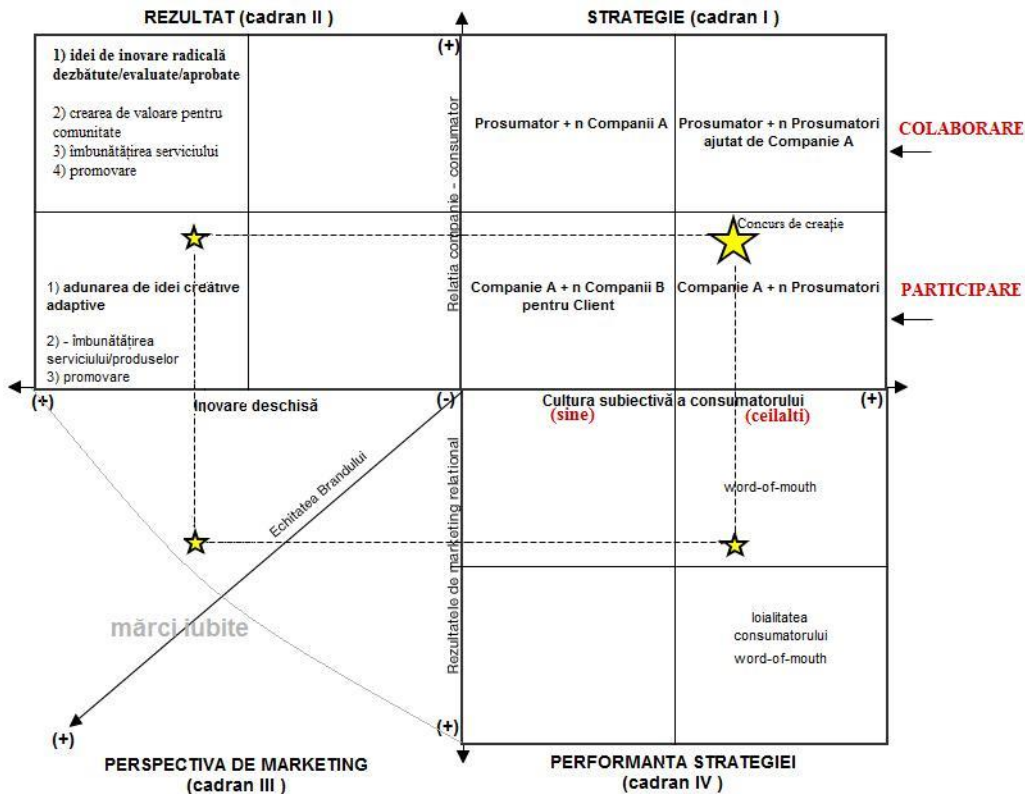 REZULTAT (cadran II )
STRATEGIE (cadran I )
(+)
1) idei de inovare radicală
dezbătute/evaluate/aprobate
2) crearea de valoare pentru
comunitate
3) îmbunătățirea serviciului
4) promovare
Relatia companie - consumator
Prosumator + n Companii A
Prosumator + n Prosumatori
ajutat de Companie A
COLABORARE
Concurs de creație
1) adunarea de idei creative
adaptive
2) - îmbunătățirea
serviciului/produselor
3) promovare
Companie A + n Companii B
pentru Client
Companie A + n Prosumatori
PARTICIPARE
(+)
Inovare deschisă
(-)
Cultura subiectivă a consumatorului
(+)
(sine)
(ceilalti)
Echitatea Brandului
Rezultatele de marketing relational
word-of-mouth
mărci iubite
loialitatea
consumatorului
word-of-mouth
(+)
(+)
PERSPECTIVA DE MARKETING
(cadran III )
PERFORMANTA STRATEGIEI
(cadran IV )